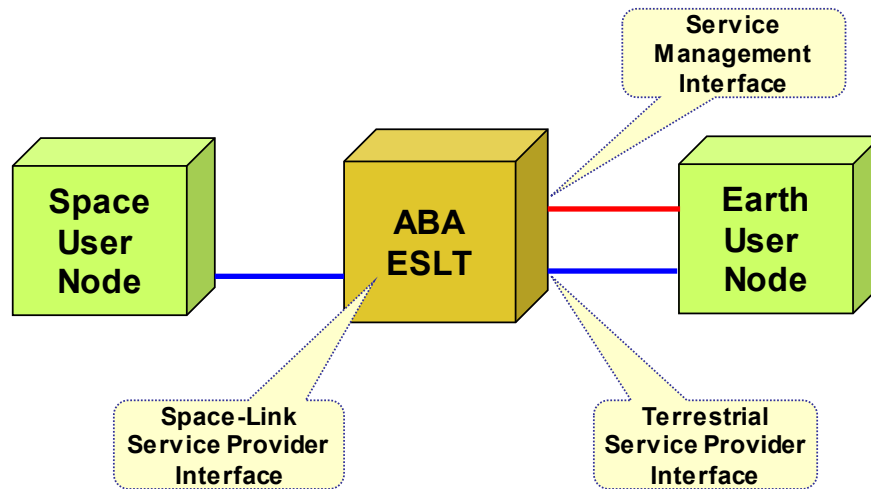 Service
Management
Interface
Space
User
Node
ABA
ESLT
Earth
User
Node
Space-Link
Service Provider
Interface
Terrestrial
Service Provider
Interface